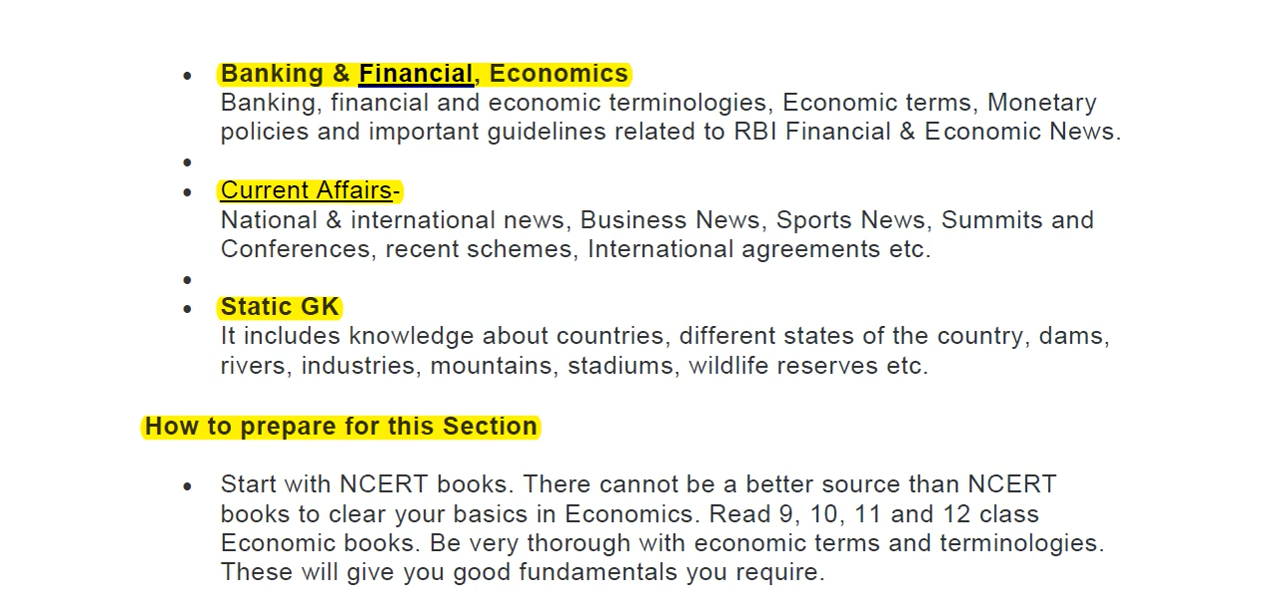 • Banking & Financial, Economics
Banking, financial and economic terminologies, Economic terms, Monetary
policies and important guidelines related to RBI Financial & Economic News.
•
• Current Affairs-
National & international news, Business News, Sports News, Summits and
Conferences, recent schemes, International agreements etc.
•
• Static GK
It includes knowledge about countries, different states of the country, dams,
rivers, industries, mountains, stadiums, wildlife reserves etc.
How to prepare for this Section
• Start with NCERT books. There cannot be a better source than NCERT
books to clear your basics in Economics. Read 9, 10, 11 and 12 class
Economic books. Be very thorough with economic terms and terminologies.
These will give you good fundamentals you require.